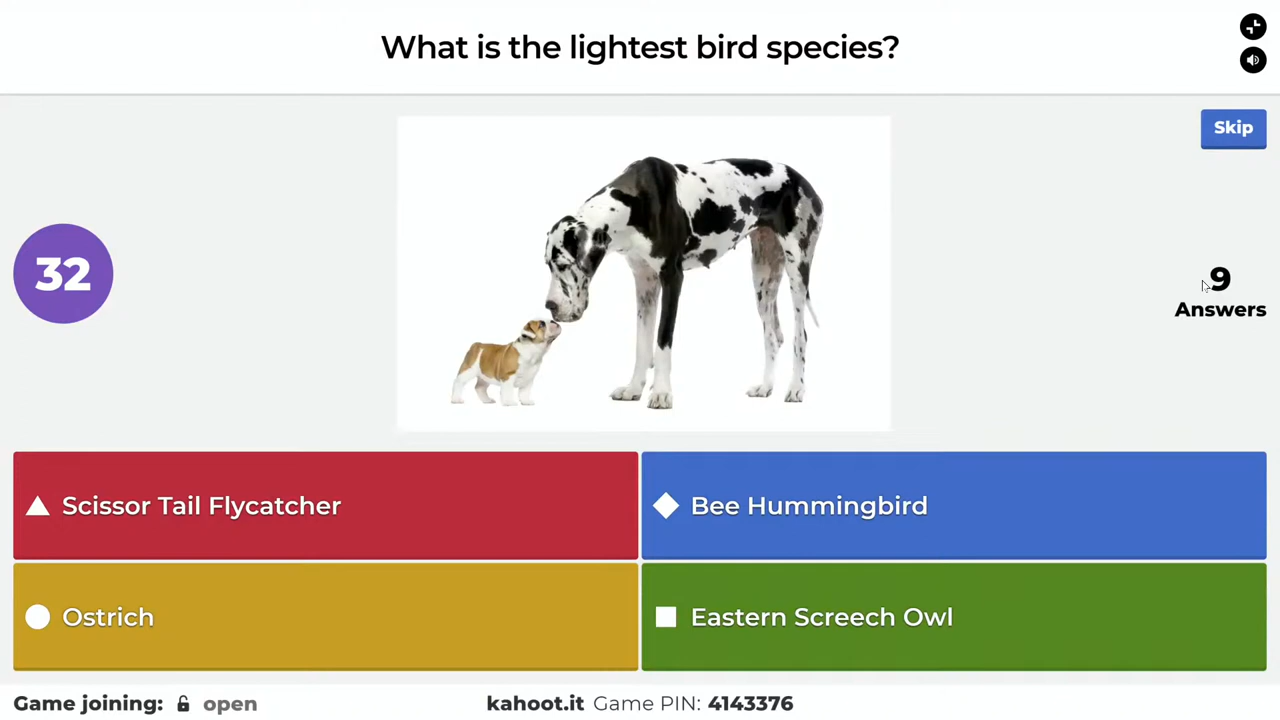 What is the lightest bird species?
Skip
32
9
Answers
Scissor Tail Flycatcher
Bee Hummingbird
Ostrich
Eastern Screech Owl
Game joining: open
kahoot.it Game PIN: 4143376